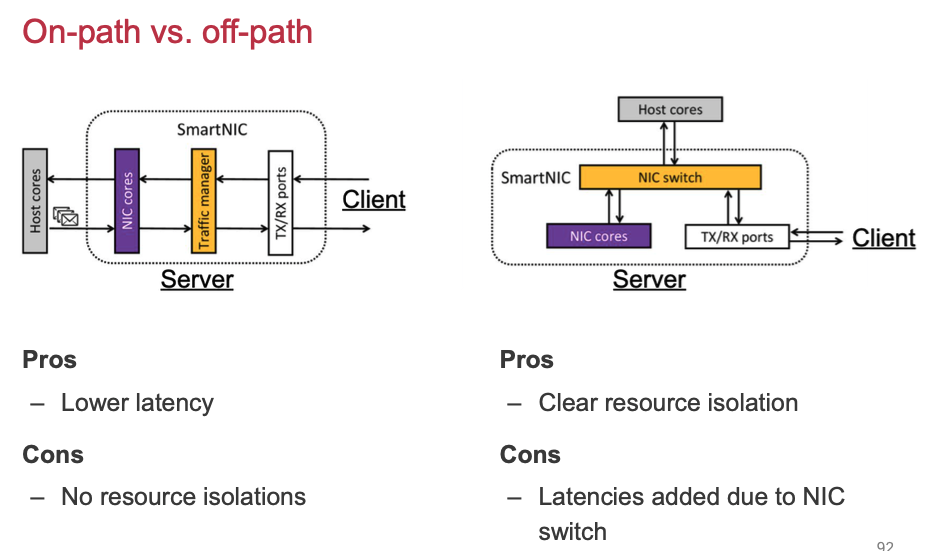 On-path vs. off-path
SmartNIC
Host cores
NIC cores
Traffic manager
TX/RX ports
Client
Server
Host cores
SmartNIC
NIC switch
NIC cores
TX/RX ports
Client
Server
Pros
– Lower latency
Cons
– No resource isolations
Pros
– Clear resource isolation
Cons
– Latencies added due to NIC
switch
92